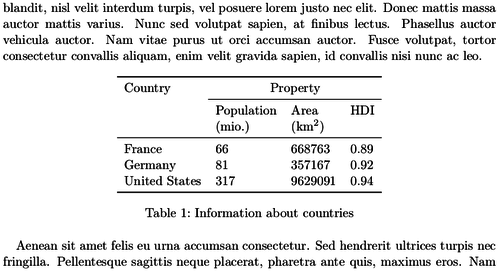 blandit, nisl velit interdum turpis, vel posuere lorem justo nec elit. Donec mattis massa
auctor mattis varius. Nunc sed volutpat sapien, at finibus lectus. Phasellus auctor
vehicula auctor. Nam vitae purus ut orci accumsan auctor. Fusce volutpat, tortor
consectetur convallis aliquam, enim velit gravida sapien, id convallis nisi nunc ac leo.
Country Property
Population Area HDI
(mio.) (km²)
France 66 668763 0.89
Germany 81 357167 0.92
United States 317 9629091 0.94
Table 1: Information about countries
Aenean sit amet felis eu urna accumsan consectetur. Sed hendrerit ultrices turpis nec
fringilla. Pellentesque sagittis neque placerat, pharetra ante quis, maximus eros. Nam